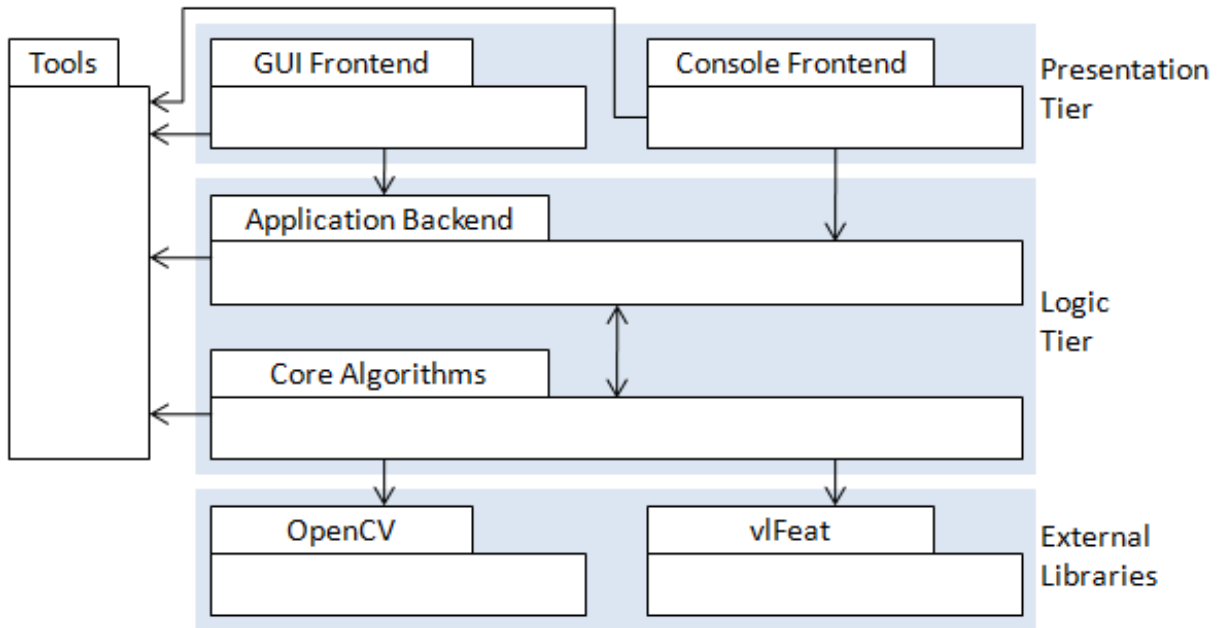 Tools
GUI Frontend
Console Frontend
Presentation
Tier
Application Backend
Logic
Tier
Core Algorithms
OpenCV
vlFeat
External
Libraries